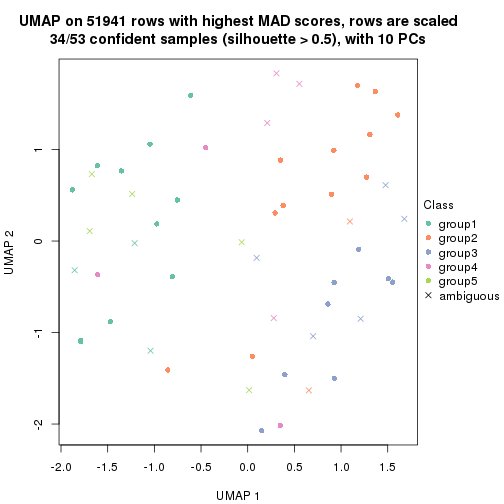 UMAP on 51941 rows with highest MAD scores, rows are scaled
34/53 confident samples (silhouette > 0.5), with 10 PCs
UMAP 2
1
0
-1
-2
-2.0 -1.5 -1.0 -0.5 0.0 0.5 1.0 1.5
UMAP 1
Class
group1
group2
group3
group4
group5
ambiguous